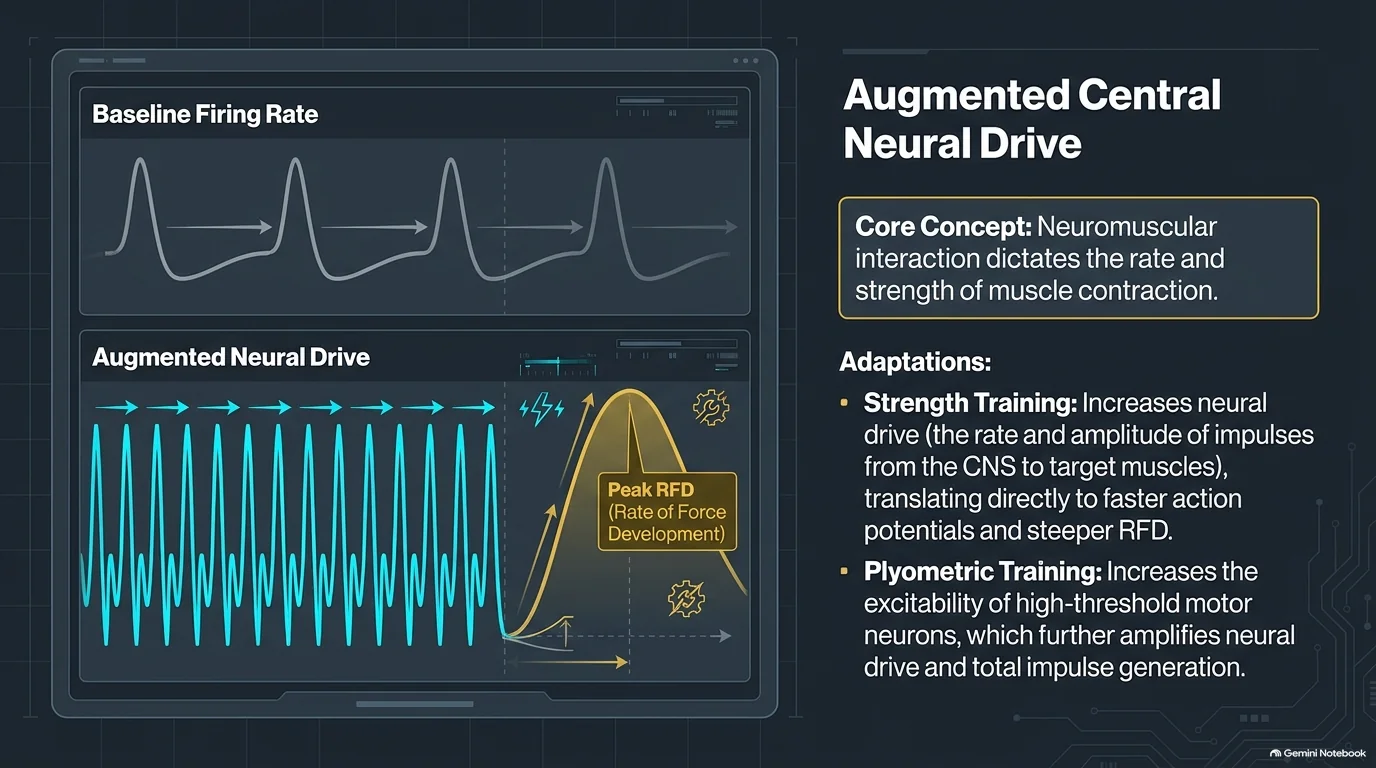 Baseline Firing Rate
Augmented Neural Drive
Peak RFD
(Rate of Force
Development)
Augmented Central
Neural Drive
Core Concept: Neuromuscular
interaction dictates the rate and
strength of muscle contraction.
Adaptations:
• Strength Training: Increases neural
drive (the rate and amplitude of impulses
from the CNS to target muscles),
translating directly to faster action
potentials and steeper RFD.
• Plyometric Training: Increases the
excitability of high-threshold motor
neurons, which further amplifies neural
drive and total impulse generation.
Gemini Notebook